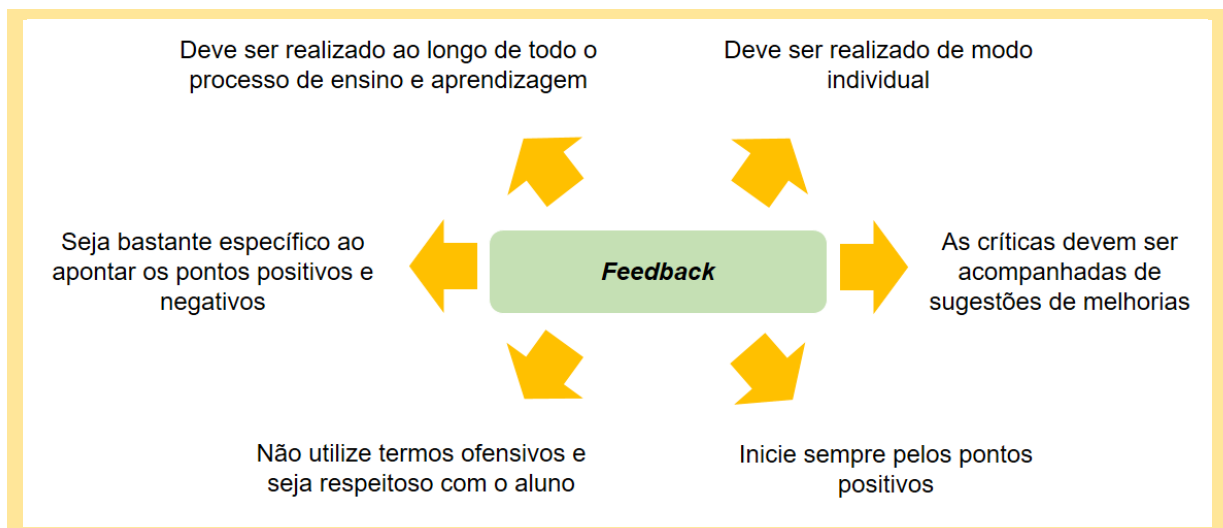 Deve ser realizado ao longo de todo o
processo de ensino e aprendizagem
Deve ser realizado de modo
individual
Seja bastante específico ao
apontar os pontos positivos e
negativos
Feedback
As críticas devem ser
acompanhadas de
sugestões de melhorias
Não utilize termos ofensivos e
seja respeitoso com o aluno
Inicie sempre pelos pontos
positivos